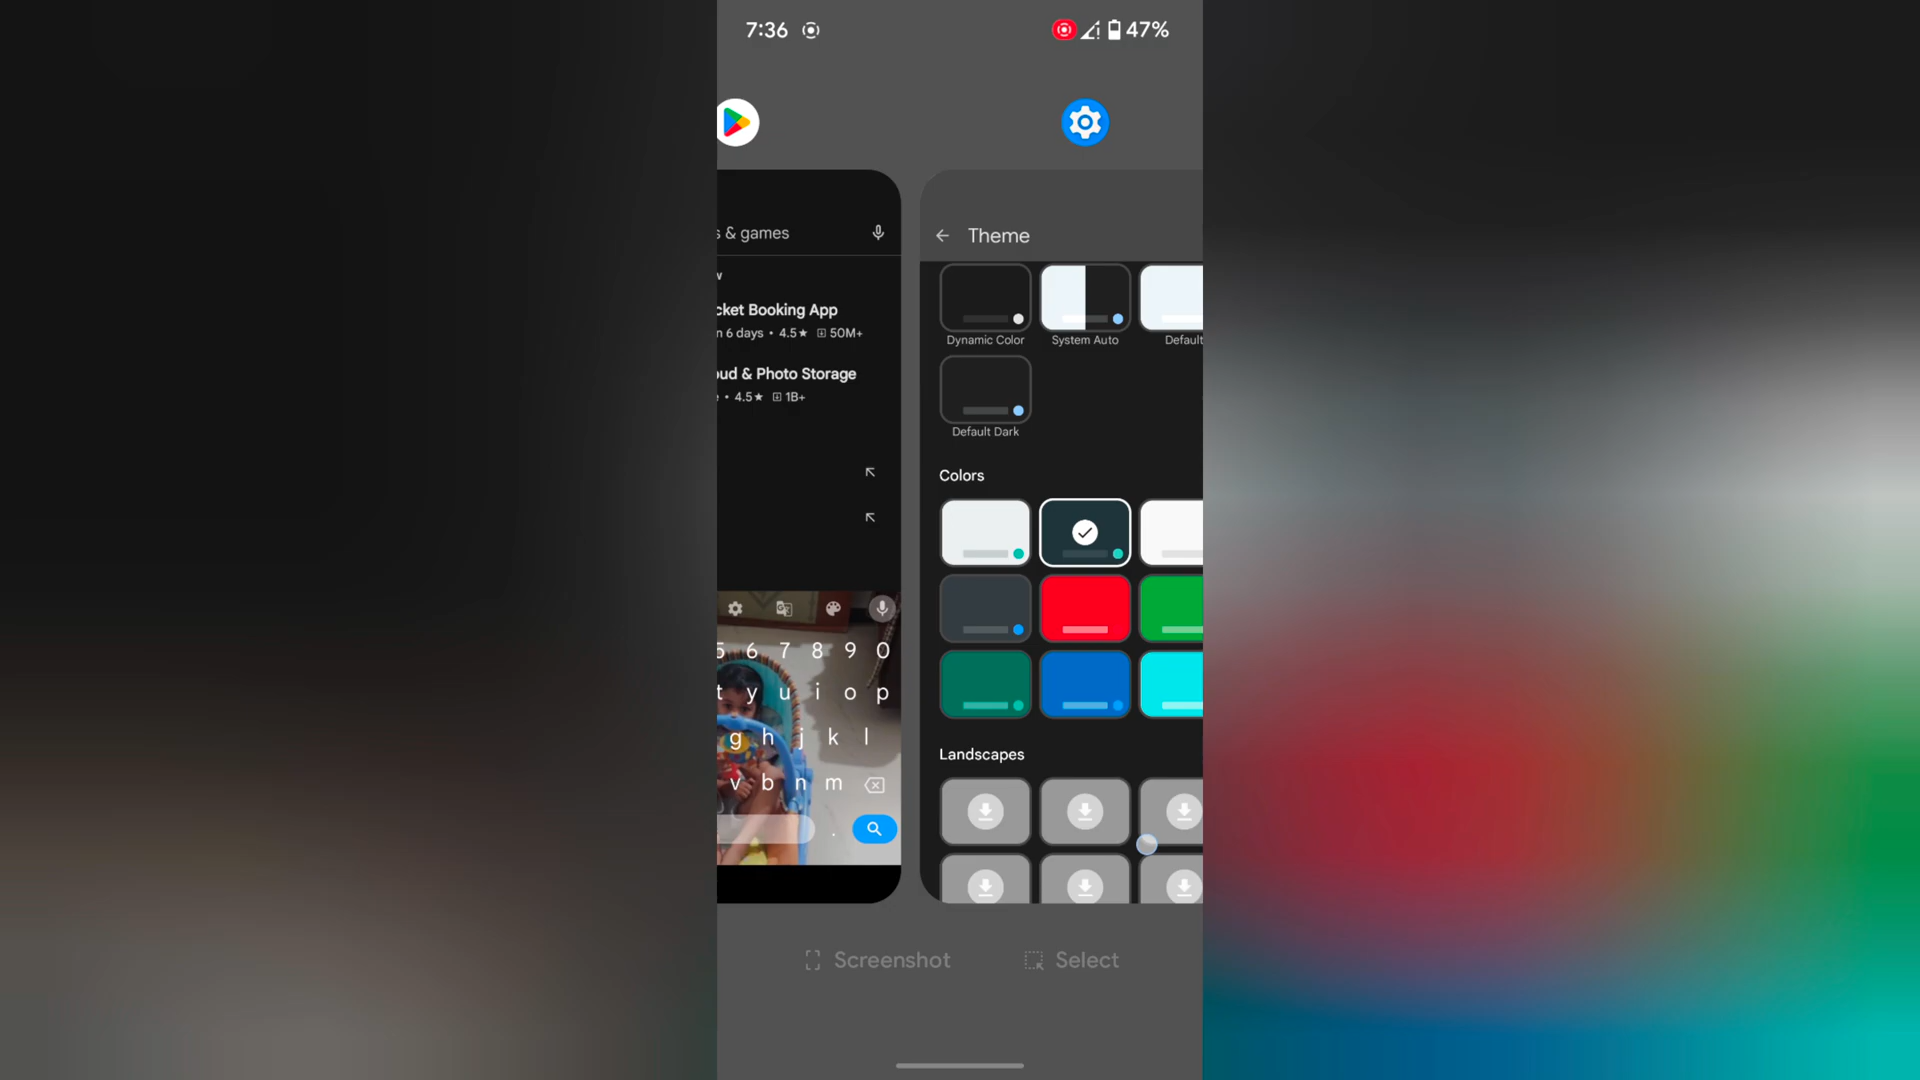 7:36
47%
s & games
w
cket Booking App
n 6 days • 4.5★ 50M+
oud & Photo Storage
• 4.5★ 1B+
5 6 7 8 9 0
t y u i o p
g h j k l
v b n m
.
Theme
Dynamic Color System Auto Default
Default Dark
Colors
Landscapes
Screenshot Select